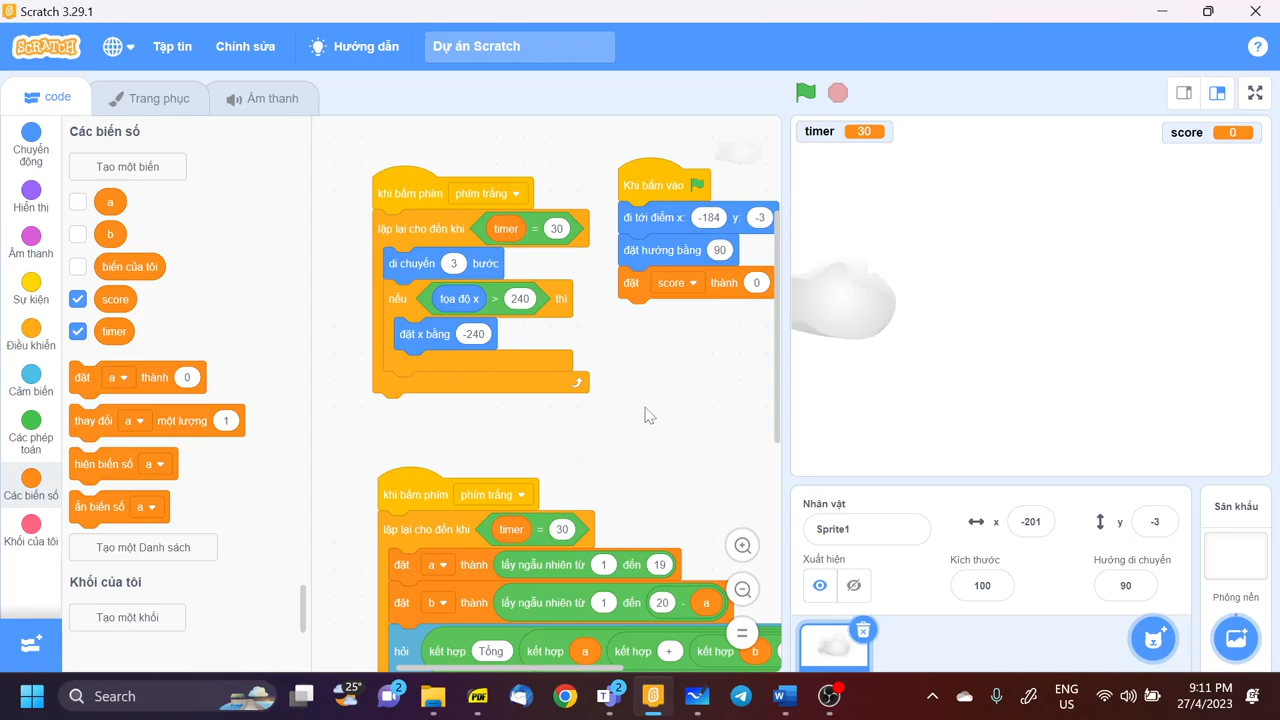 Scratch 3.29.1
SCRATCH
Tập tin
Chỉnh sửa
Hướng dẫn
Dự án Scratch
?
code
Trang phục
Âm thanh
Chuyển động
Hiển thị
Âm thanh
Sự kiện
Điều khiển
Cảm biến
Các phép toán
Các biến số
Khối của tôi
Các biến số
Tạo một biến
a
b
biến của tôi
score
timer
đặt a thành 0
thay đổi a một lượng 1
hiện biến số a
ẩn biến số a
Tạo một Danh sách
Khối của tôi
Tạo một khối
khi bấm phím phím trắng
lặp lại cho đến khi timer = 30
di chuyển 3 bước
nếu tọa độ x > 240 thì
đặt x bằng -240
Khi bấm vào
đi tới điểm x: -184 y: -3
đặt hướng bằng 90
đặt score thành 0
khi bấm phím phím trắng
lặp lại cho đến khi timer = 30
đặt a thành lấy ngẫu nhiên từ 1 đến 19
đặt b thành lấy ngẫu nhiên từ 1 đến 20 - a
hỏi kết hợp Tổng kết hợp a kết hợp + kết hợp b
timer 30
score 0
Nhân vật
Sprite1
x -201
y -3
Xuất hiện
Kích thước
100
Hướng di chuyển
90
Sân khấu
Phông nền
Search
25°
2
PDF
2
ENG
US
9:11 PM
27/4/2023